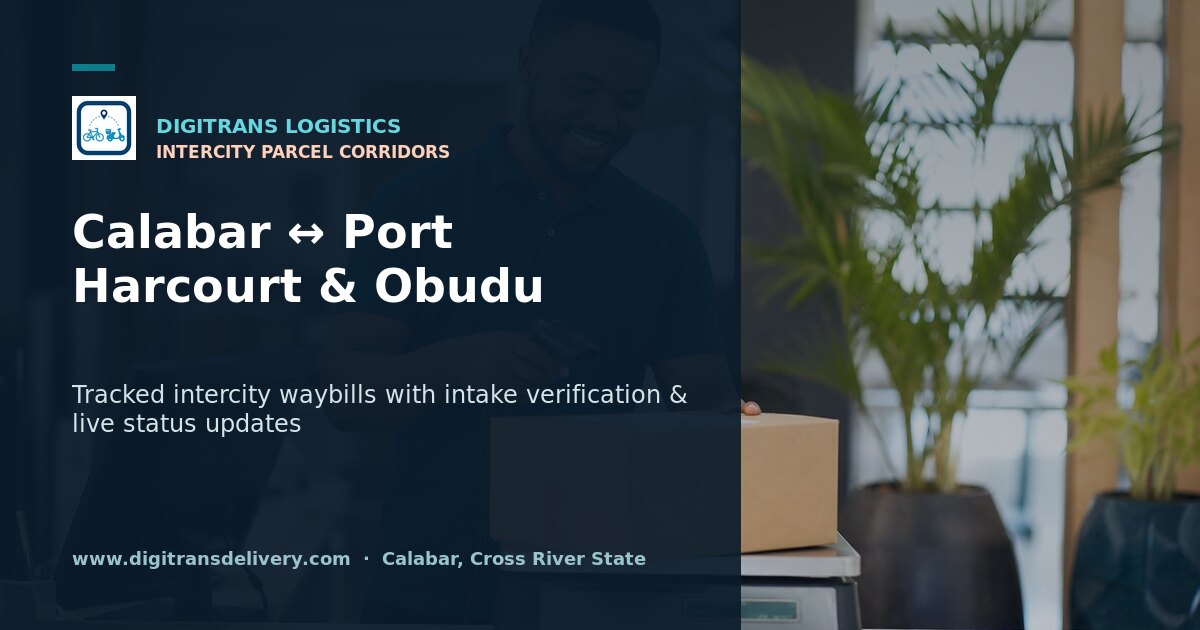 DIGITRANS LOGISTICS
INTERCITY PARCEL CORRIDORS
Calabar ↔ Port
Harcourt & Obudu
Tracked intercity waybills with intake verification &
live status updates
www.digitransdelivery.com · Calabar, Cross River State